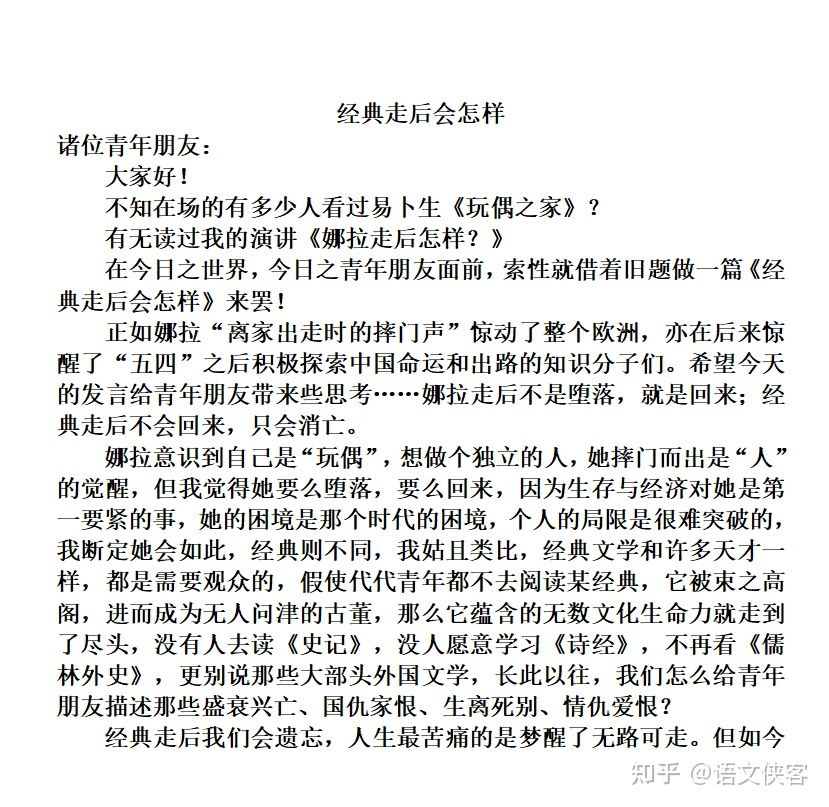 经典走后会怎样
诸位青年朋友：
大家好！
不知在场的有多少人看过易卜生《玩偶之家》？
有无读过我的演讲《娜拉走后怎样？》
在今日之世界，今日之青年朋友面前，索性就借着旧题做一篇《经
典走后会怎样》来罢！
正如娜拉“离家出走时的摔门声”惊动了整个欧洲，亦在后来惊
醒了“五四”之后积极探索中国命运和出路的知识分子们。希望今天
的发言给青年朋友带来些思考……娜拉走后不是堕落，就是回来；经
典走后不会回来，只会消亡。
娜拉意识到自己是“玩偶”，想做个独立的人，她摔门而出是“人”
的觉醒，但我觉得她要么堕落，要么回来，因为生存与经济对她是第
一要紧的事，她的困境是那个时代的困境，个人的局限是很难突破的，
我断定她会如此，经典则不同，我姑且类比，经典文学和许多天才一
样，都是需要观众的，假使代代青年都不去阅读某经典，它被束之高
阁，进而成为无人问津的古董，那么它蕴含的无数文化生命力就走到
了尽头，没有人去读《史记》，没人愿意学习《诗经》，不再看《儒
林外史》，更别说那些大部头外国文学，长此以往，我们怎么给青年
朋友描述那些盛衰兴亡、国仇家恨、生离死别、情仇爱恨？
经典走后我们会遗忘，人生最苦痛的是梦醒了无路可走。但如今
知乎 @语文侠客